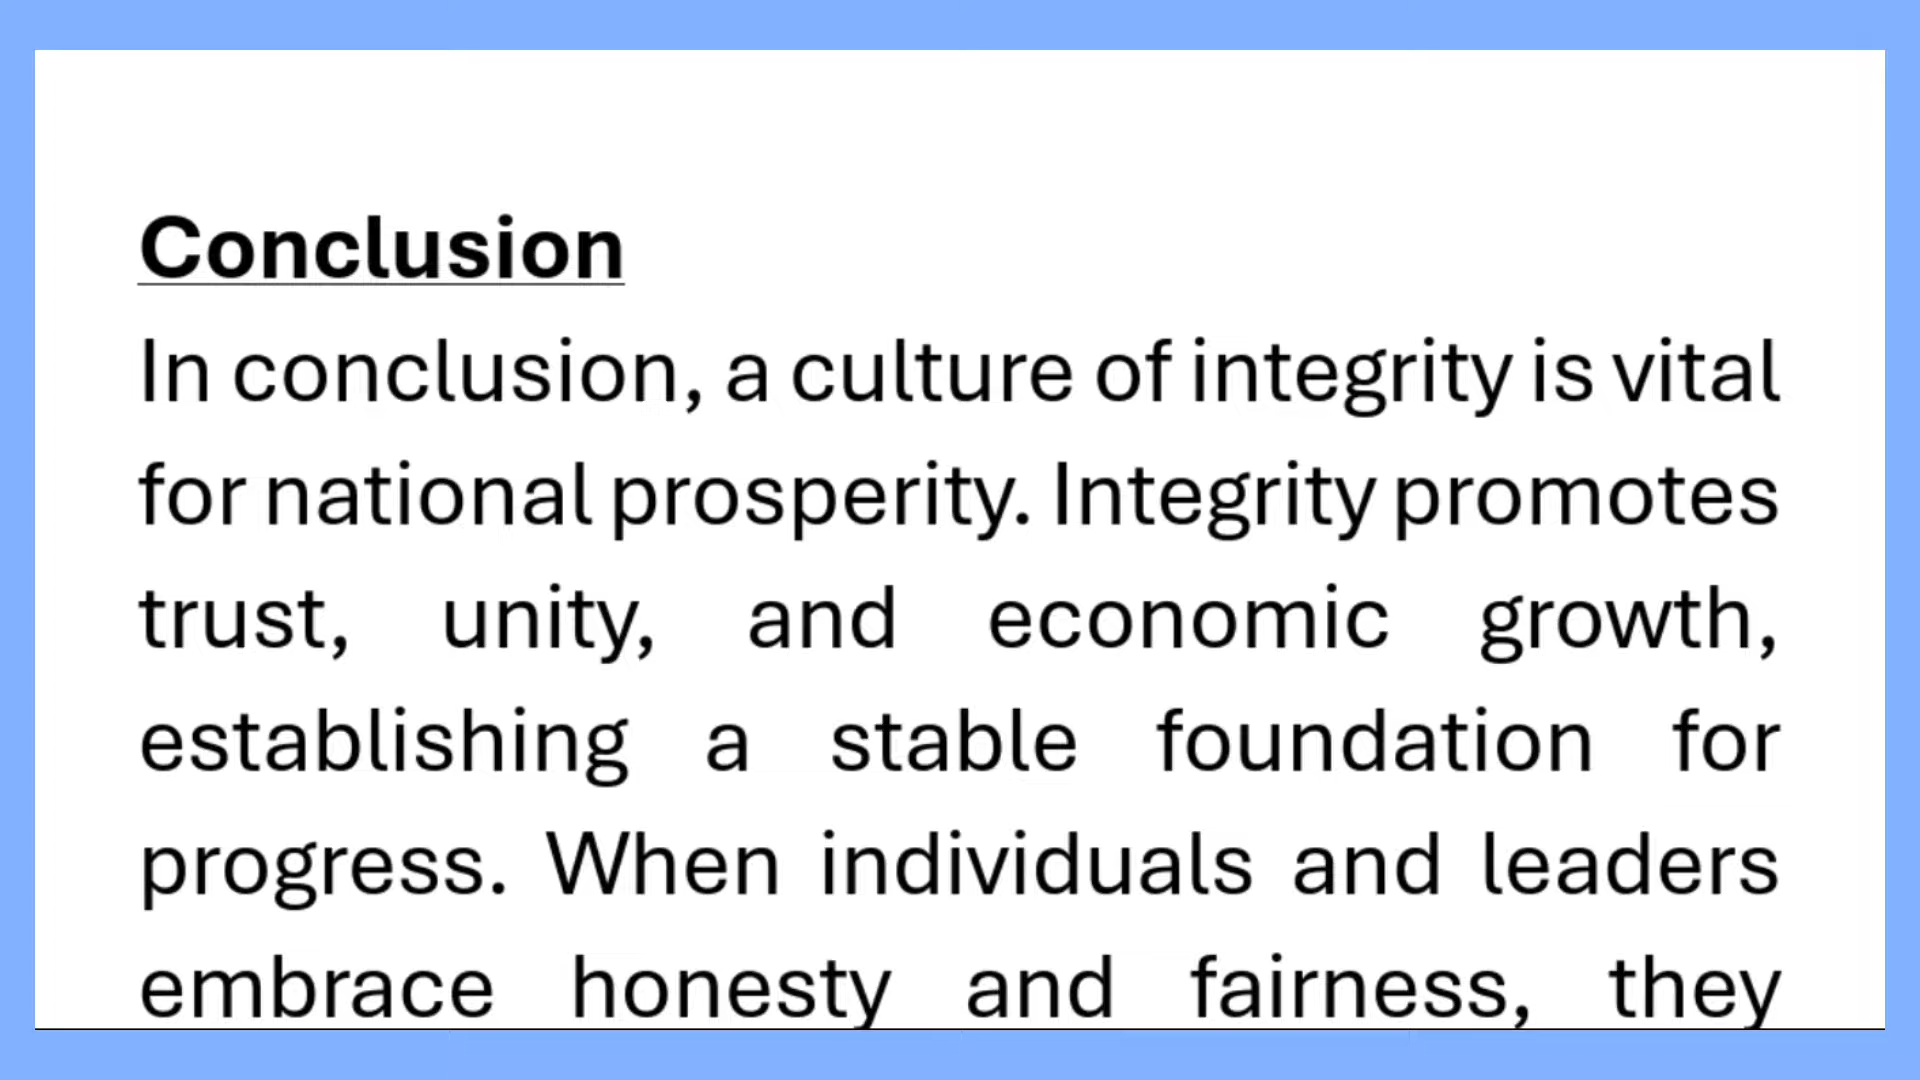 Conclusion
In conclusion, a culture of integrity is vital
for national prosperity. Integrity promotes
trust, unity, and economic growth,
establishing a stable foundation for
progress. When individuals and leaders
embrace honesty and fairness, they